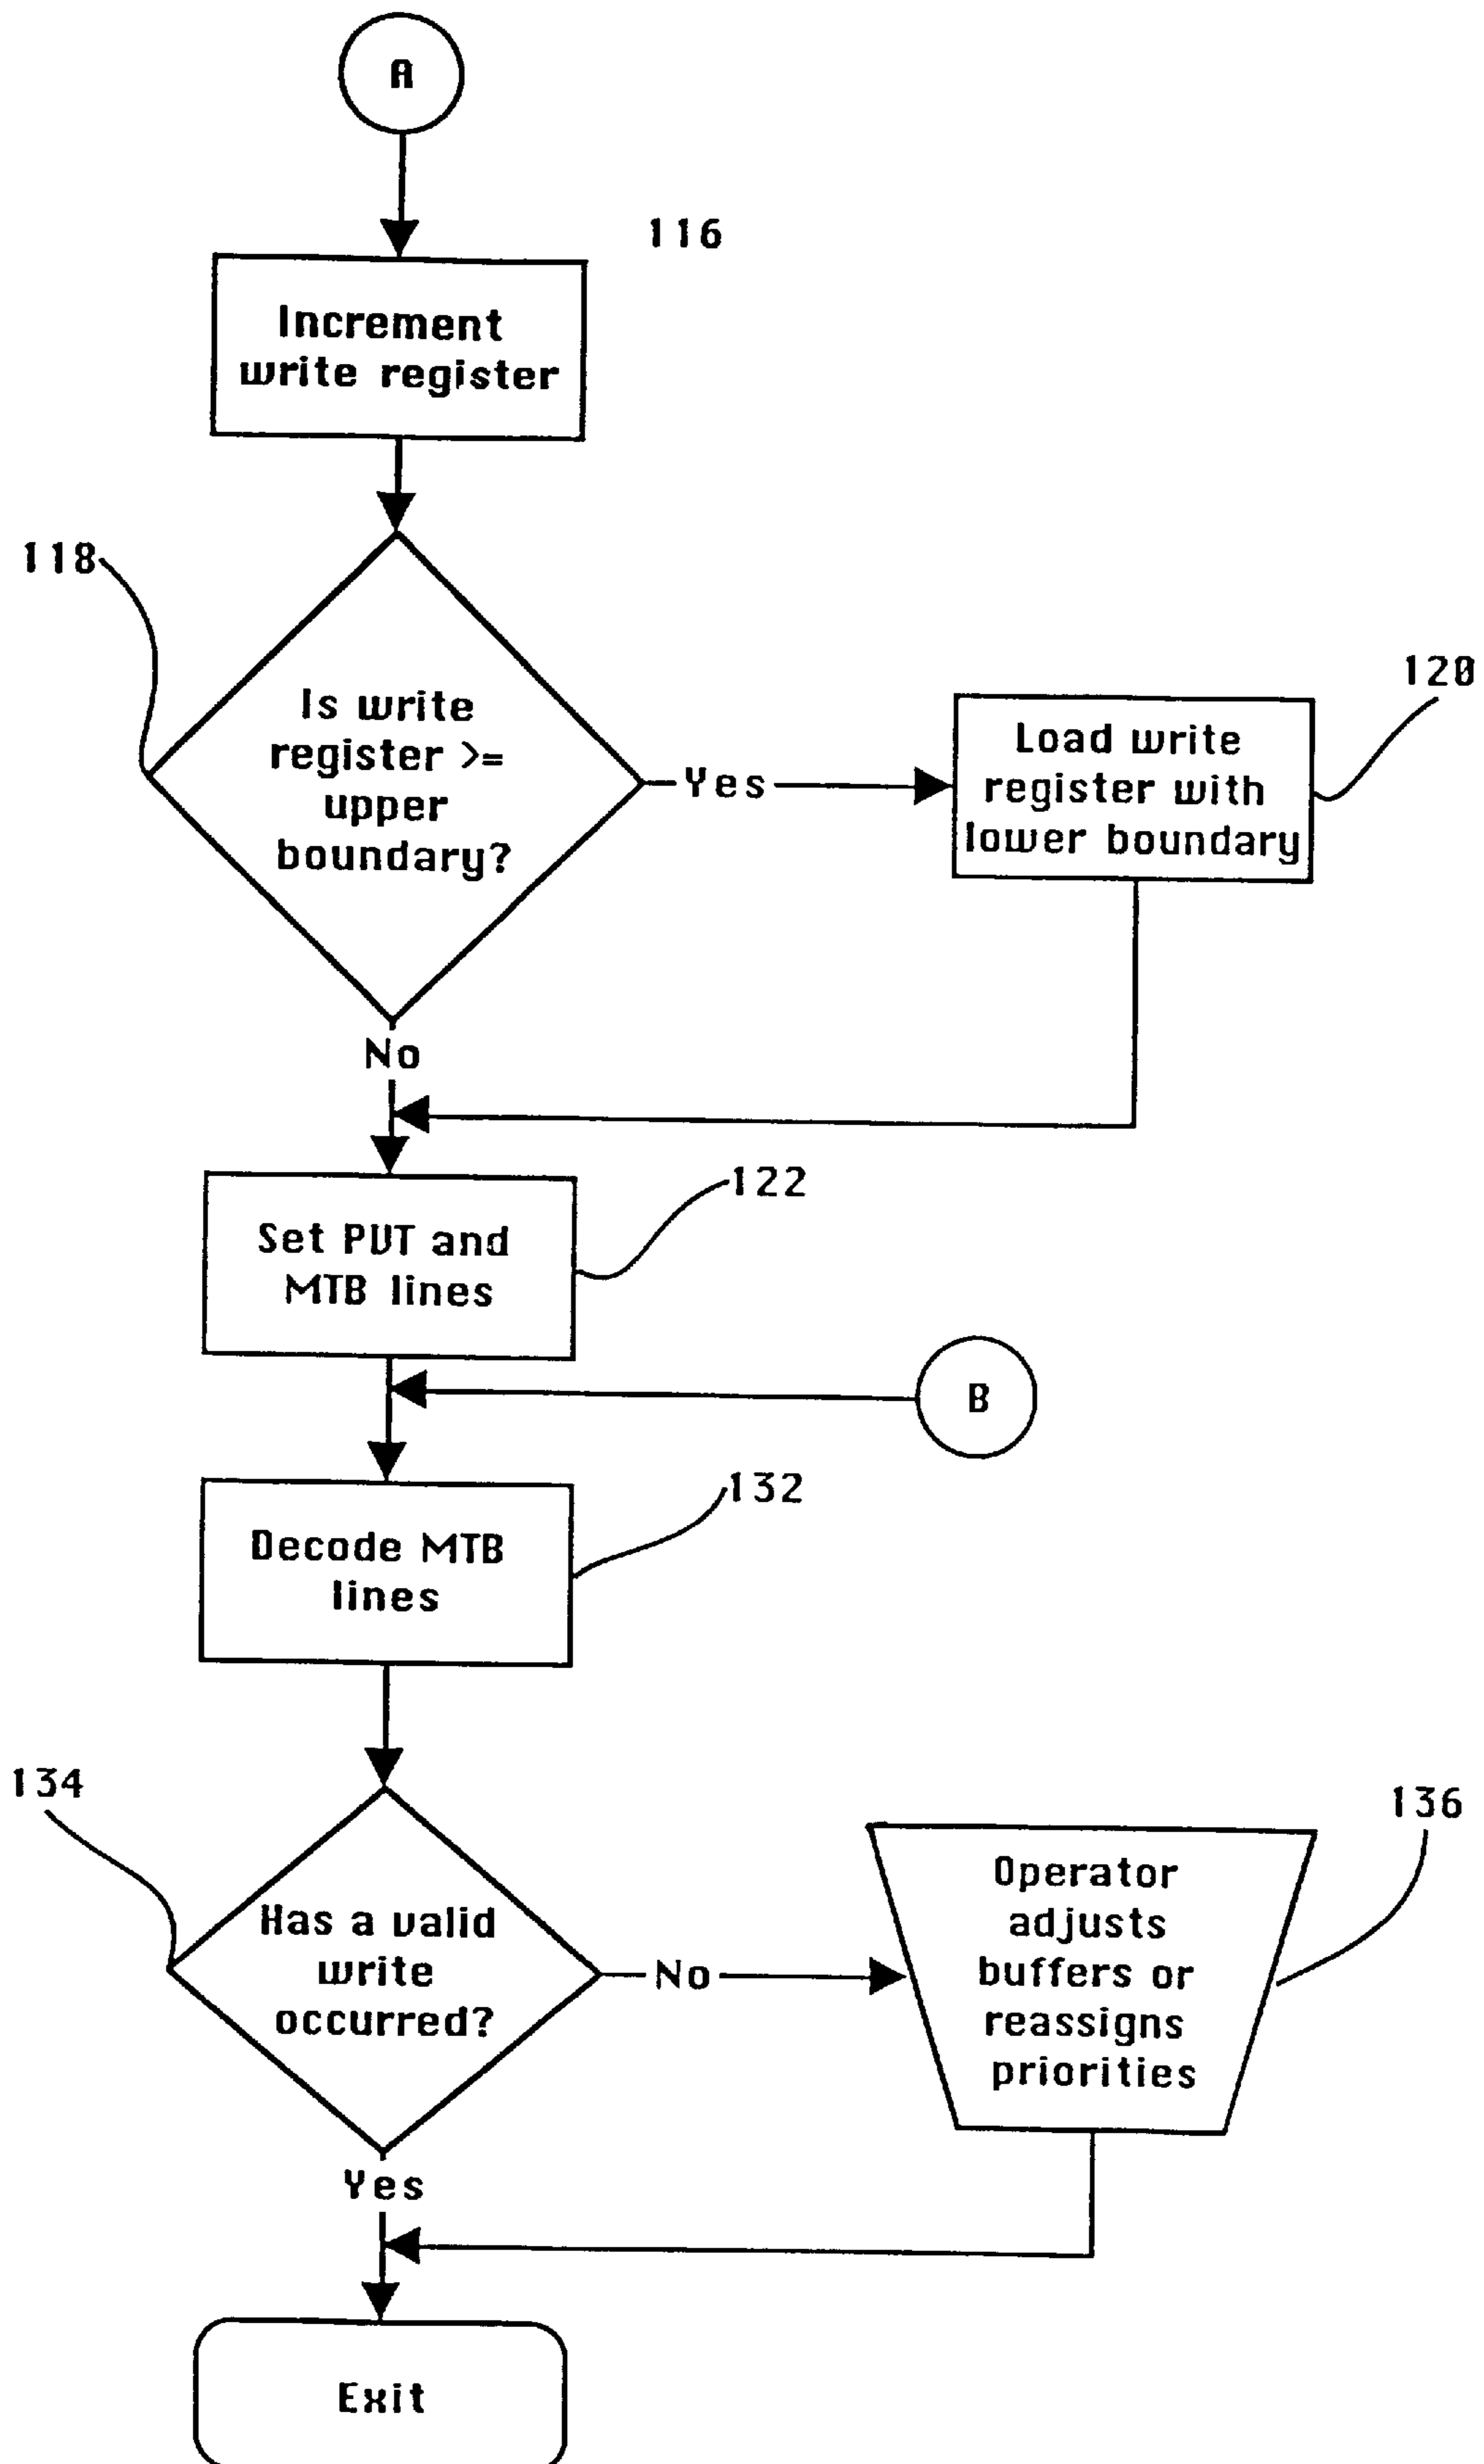 A
116
Increment
write register
118
Is write
register >=
upper
boundary?
Yes
120
Load write
register with
lower boundary
No
122
Set PUT and
MTB lines
B
132
Decode MTB
lines
134
Has a valid
write
occurred?
No
136
Operator
adjusts
buffers or
reassigns
priorities
Yes
Exit